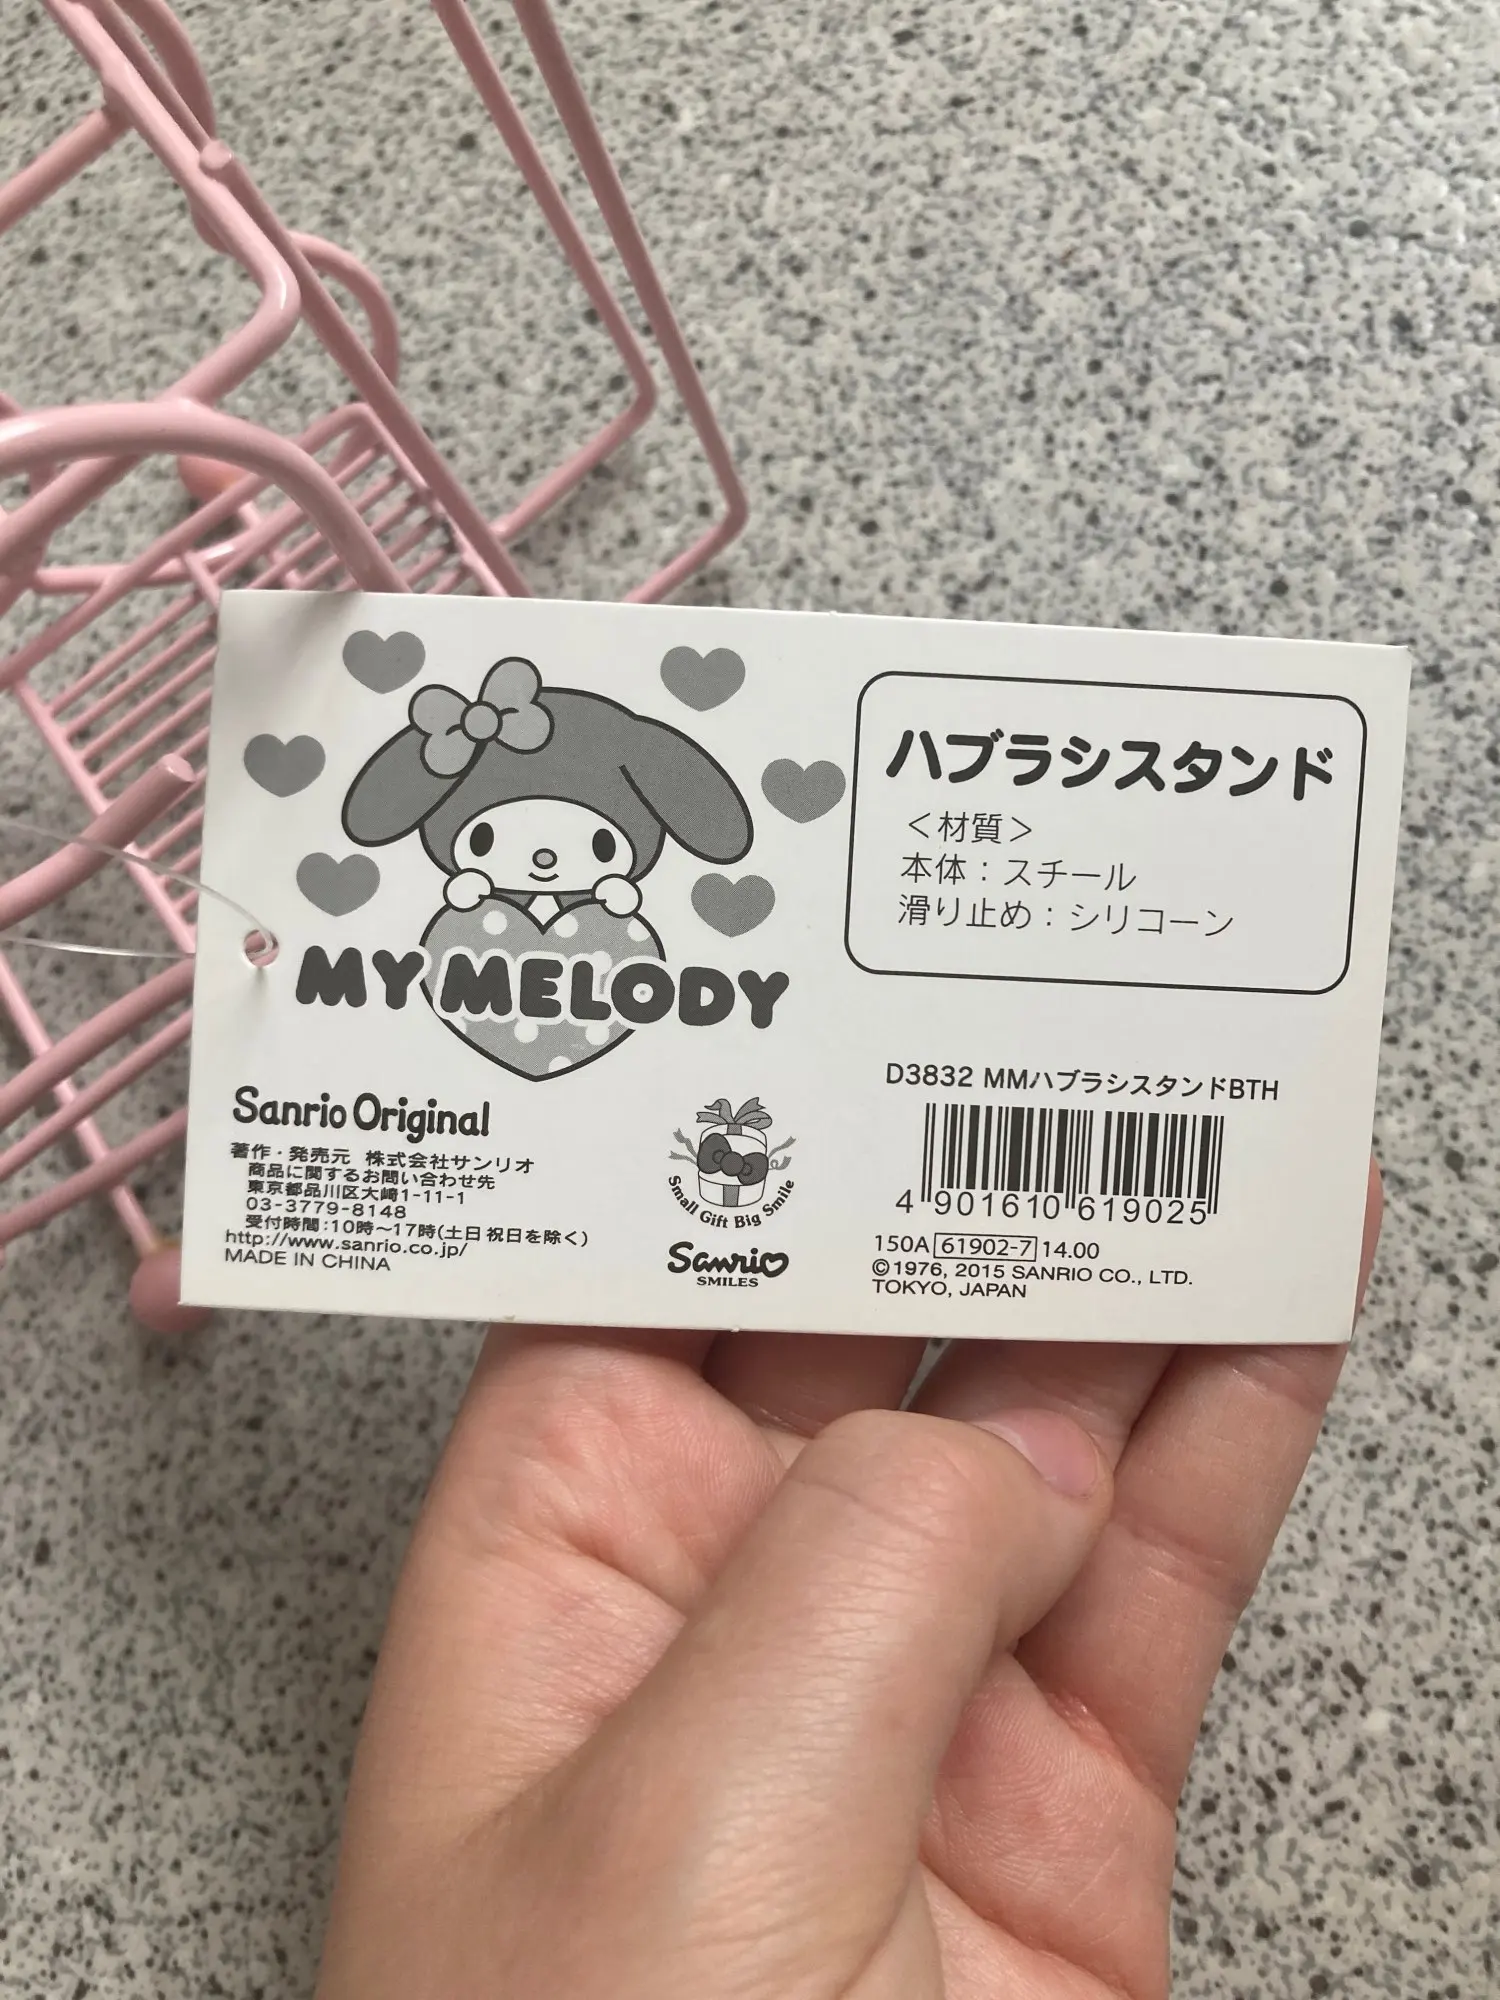 MY MELODY
ハブラシスタンド
＜材質＞
本体：スチール
滑り止め：シリコーン
Sanrio Original
著作・発売元 株式会社サンリオ
商品に関するお問い合わせ先
東京都品川区大崎1-11-1
03-3779-8148
受付時間：10時〜17時(土日祝日を除く)
http://www.sanrio.co.jp/
MADE IN CHINA
Small Gift Big Smile
Sanrio
SMILES
D3832 MMハブラシスタンドBTH
4 901610 619025
150A 61902-7 14.00
©1976, 2015 SANRIO CO., LTD.
TOKYO, JAPAN